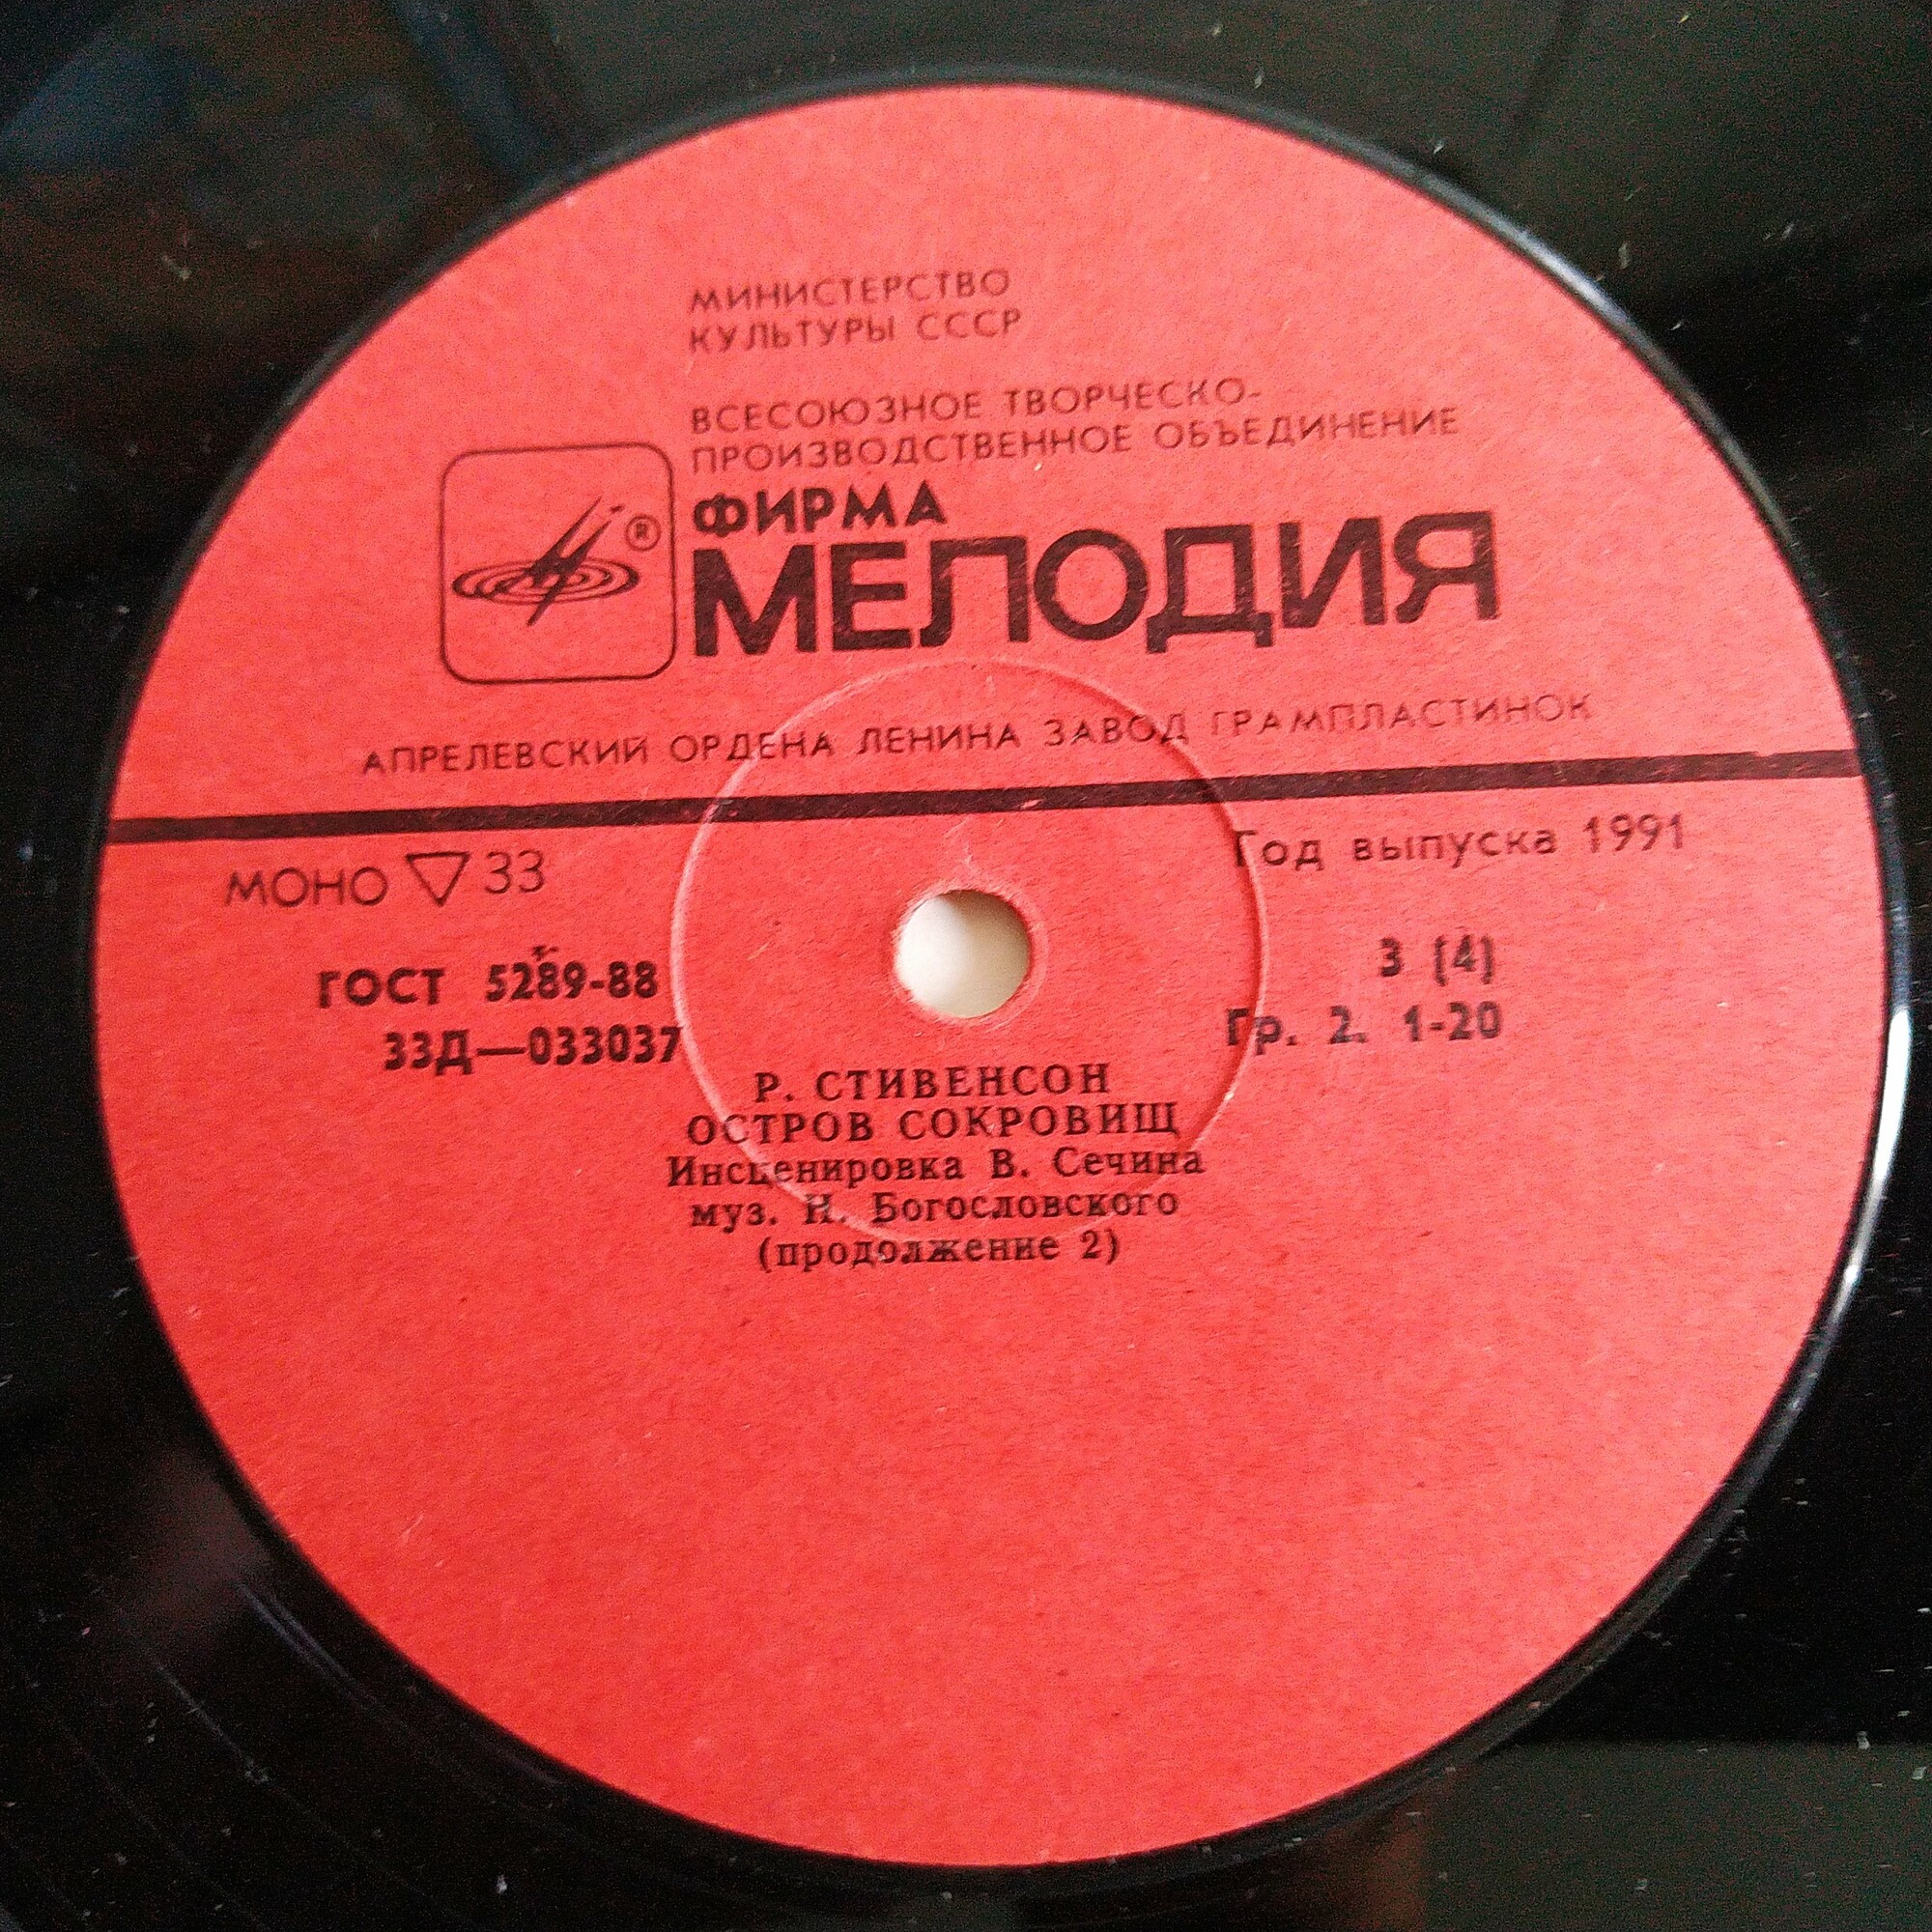 МИНИСТЕРСТВО
КУЛЬТУРЫ СССР
ВСЕСОЮЗНОЕ ТВОРЧЕСКО-
ПРОИЗВОДСТВЕННОЕ ОБЪЕДИНЕНИЕ
ФИРМА
®
МЕЛОДИЯ
АПРЕЛЕВСКИЙ ОРДЕНА ЛЕНИНА ЗАВОД ГРАМПЛАСТИНОК
МОНО ▽ 33
Год выпуска 1991
ГОСТ 5289-88
3 (4)
33Д—033037
Гр. 2. 1-20
Р. СТИВЕНСОН
ОСТРОВ СОКРОВИЩ
Инсценировка В. Сечина
муз. Н. Богословского
(продолжение 2)